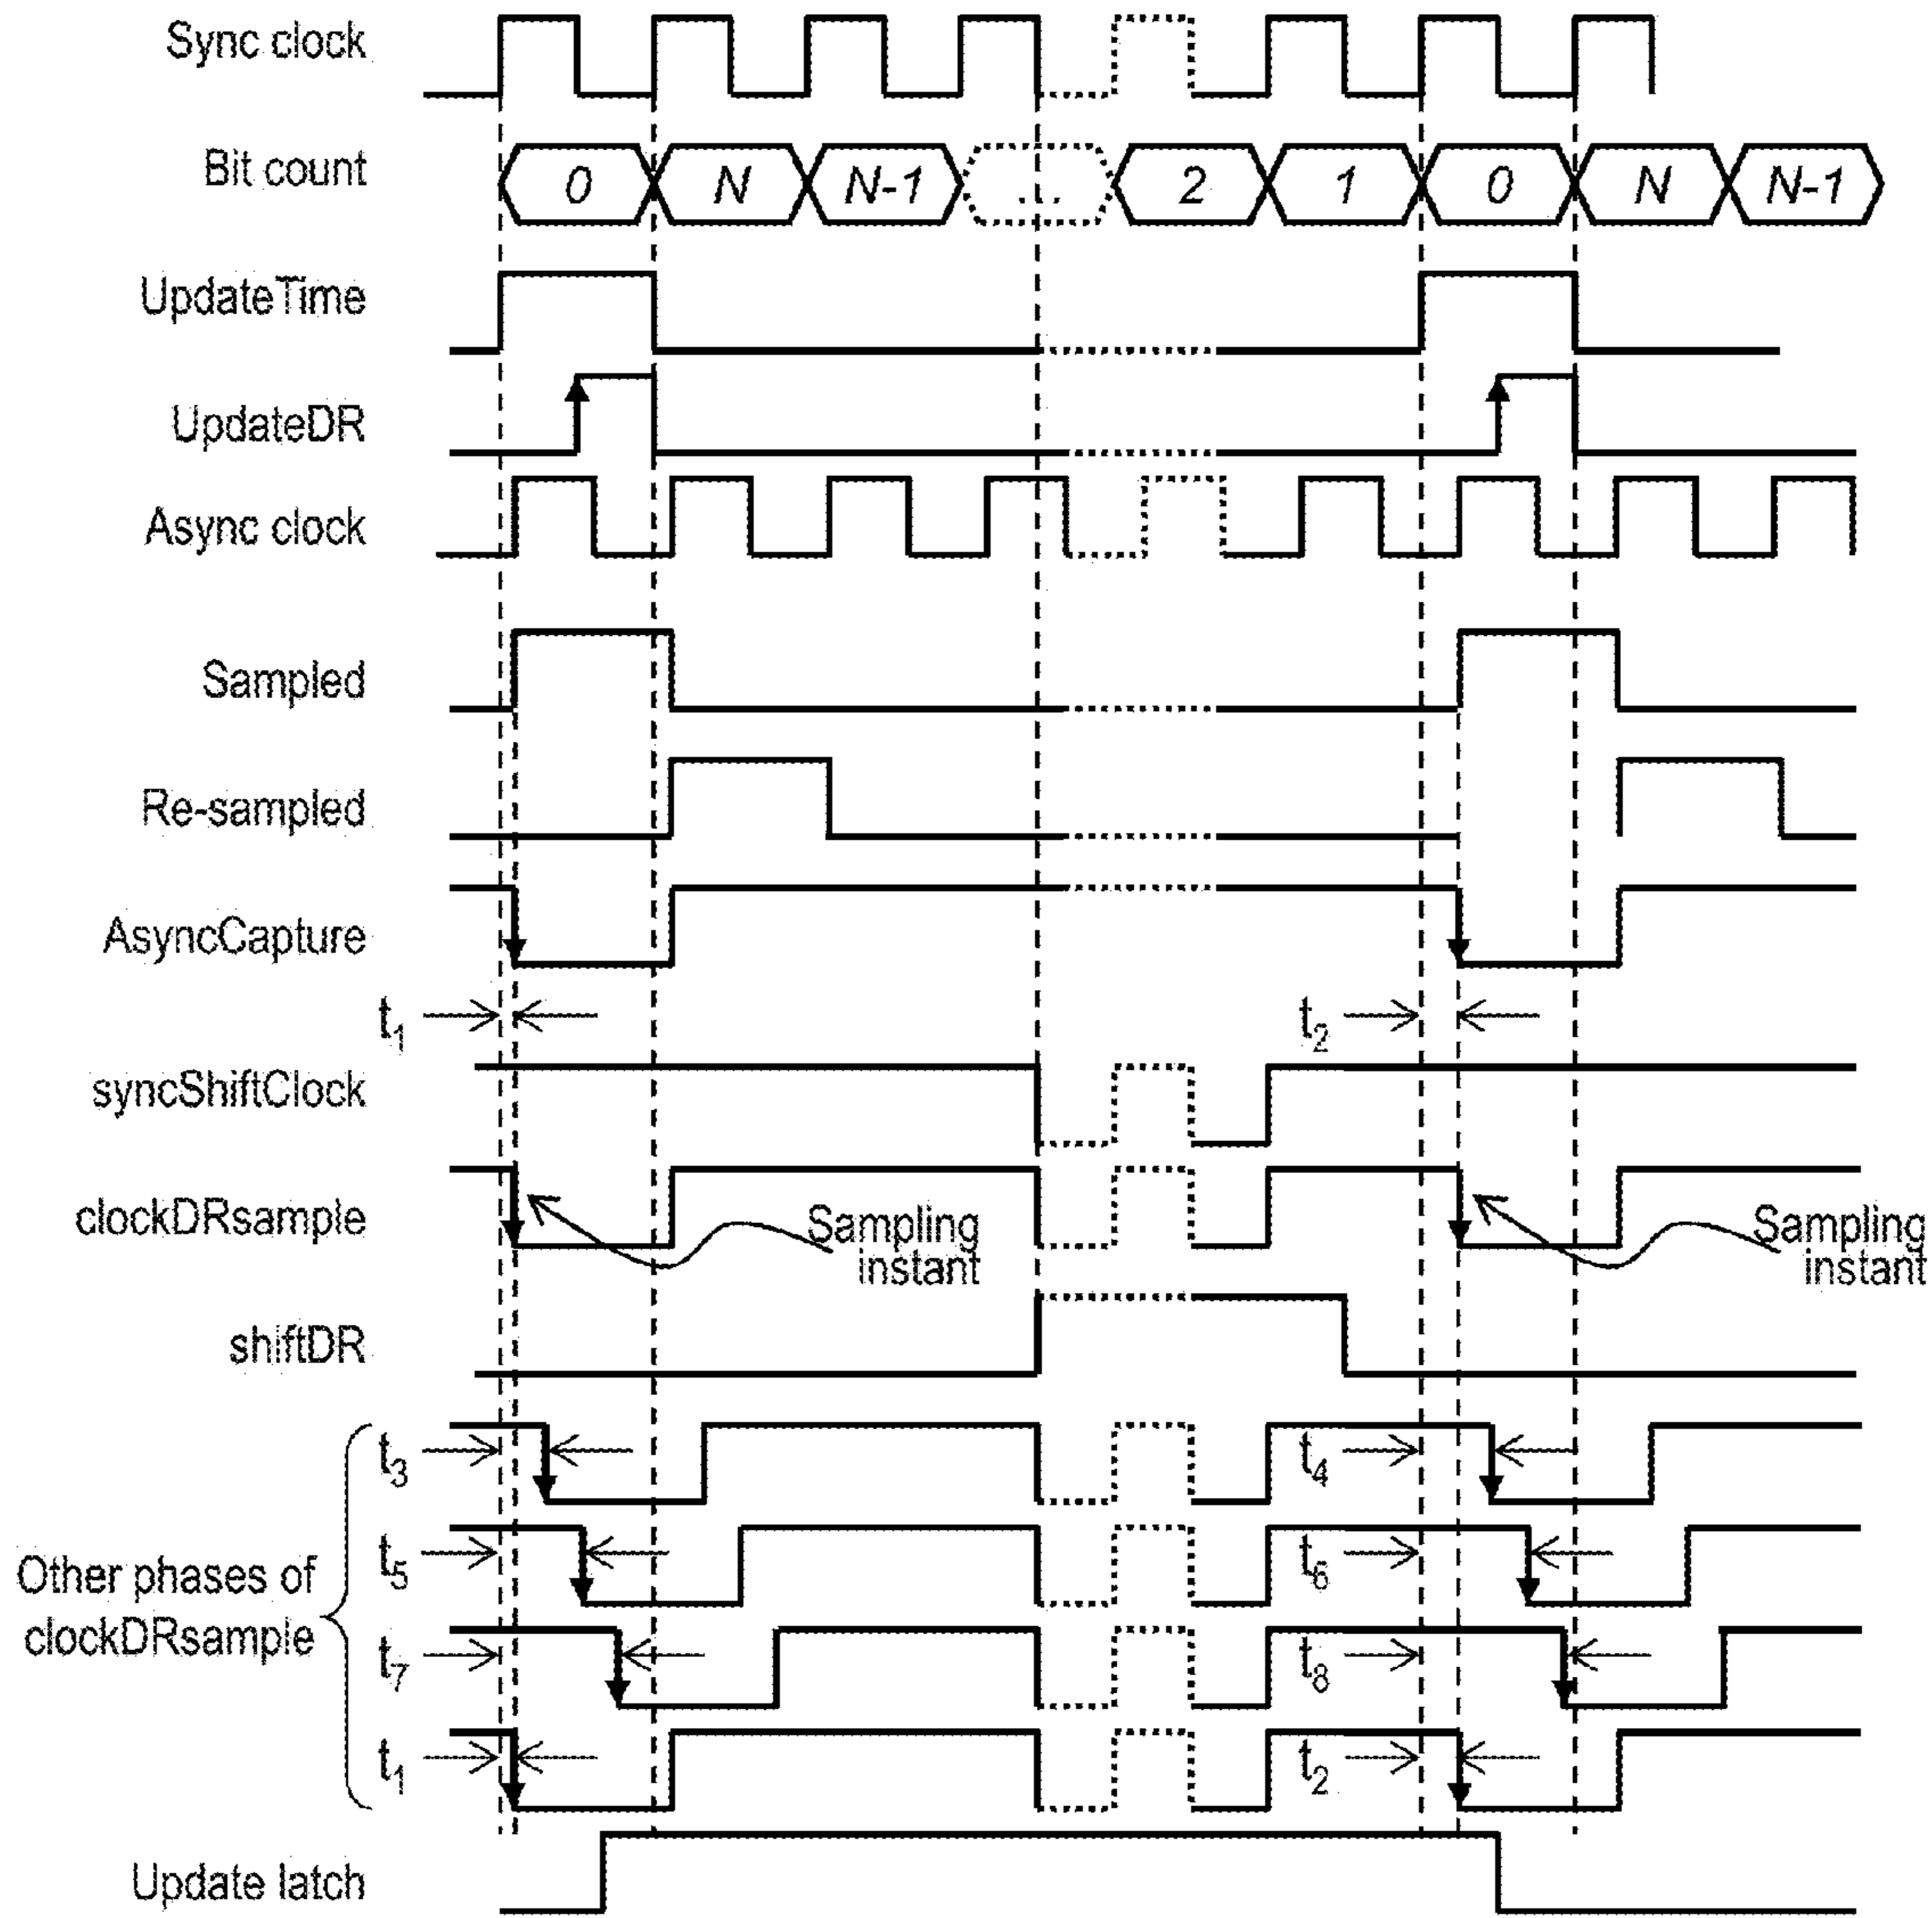 Sync clock
Bit count
0 N N-1 ... 2 1 0 N N-1
UpdateTime
UpdateDR
Async clock
Sampled
Re-sampled
AsyncCapture
t1 t2
syncShiftClock
clockDRsample
Sampling
instant
Sampling
instant
shiftDR
t3 t4
t5 t6
Other phases of
clockDRsample
t7 t8
t1 t2
Update latch